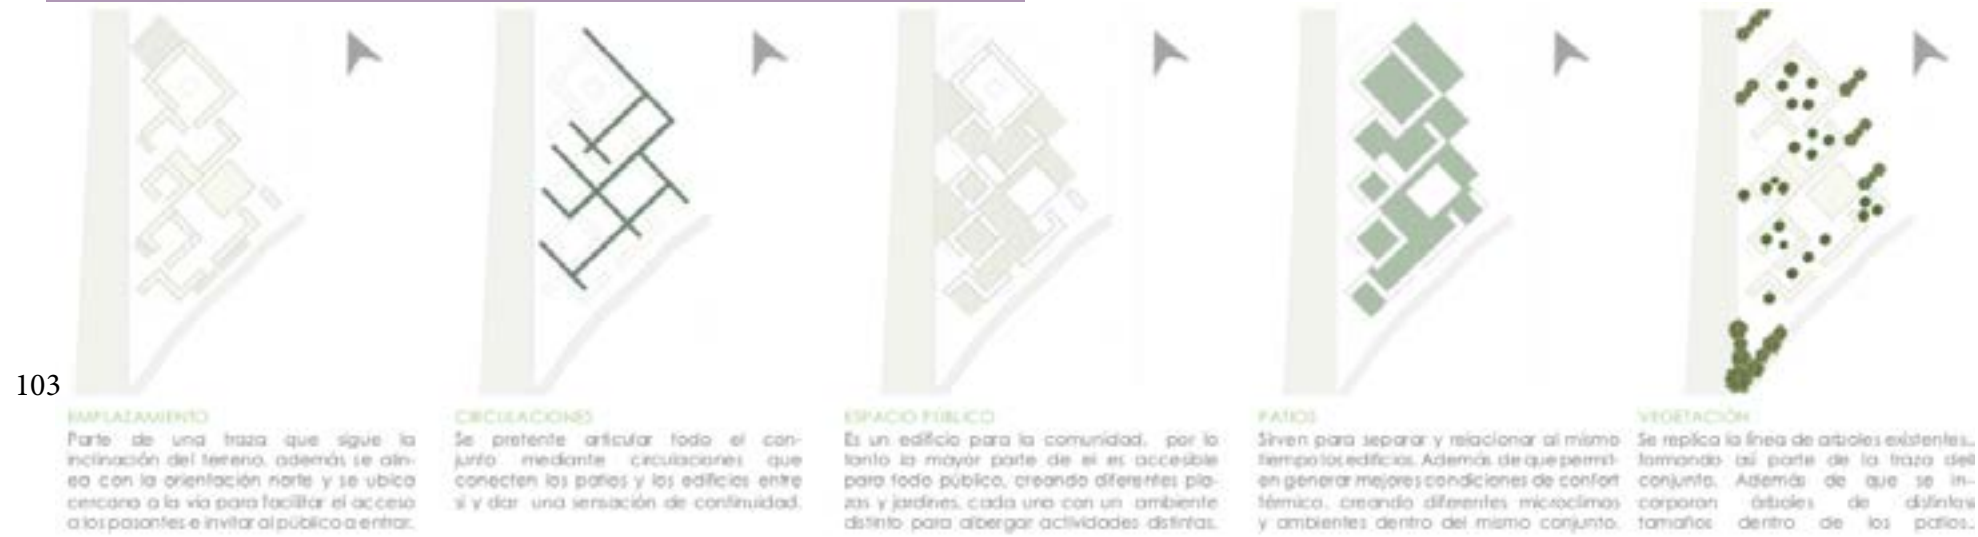 103
EMPLAZAMIENTO
Parte de una traza que sigue la
inclinación del terreno, además se alin-
ea con la orientación norte y se ubica
cercano a la vía para facilitar el acceso
a los pasantes e invitar al público a entrar.
CIRCULACIONES
Se pretente articular todo el con-
junto mediante circulaciones que
conecten los patios y los edificios entre
si y dar una sensación de continuidad.
ESPACIO PÚBLICO
Es un edificio para la comunidad, por lo
tanto la mayor parte de el es accesible
para todo público, creando diferentes pla-
zas y jardines, cada una con un ambiente
distinto para albergar actividades distintas.
PATIOS
Sirven para separar y relacionar al mismo
tiempo los edificios. Además de que permit-
en generar mejores condiciones de confort
térmico, creando diferentes microclimas
y ambientes dentro del mismo conjunto.
VEGETACIÓN
Se replica la línea de arboles existentes,
formando así parte de la traza del
conjunto. Además de que se in-
corporan árboles de distintos
tamaños dentro de los patios.